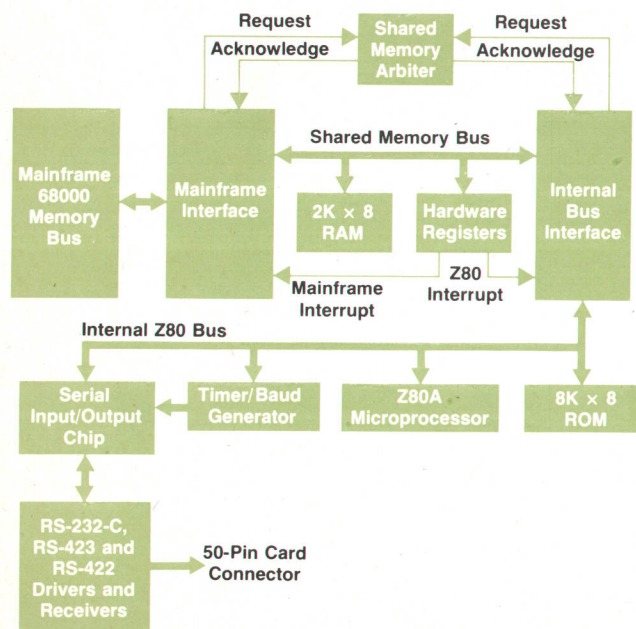 Request
Acknowledge
Shared
Memory
Arbiter
Request
Acknowledge
Mainframe
68000
Memory
Bus
Mainframe
Interface
Shared Memory Bus
2K × 8
RAM
Hardware
Registers
Internal
Bus
Interface
Mainframe
Interrupt
Z80
Interrupt
Internal Z80 Bus
Serial
Input/Output
Chip
Timer/Baud
Generator
Z80A
Microprocessor
8K × 8
ROM
RS-232-C,
RS-423 and
RS-422
Drivers and
Receivers
50-Pin Card
Connector